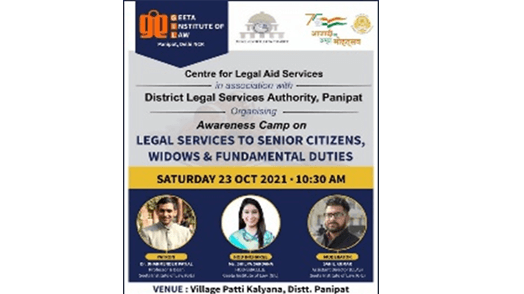 GEETA
INSTITUTE OF
LAW
Panipat, Delhi NCR
Centre for Legal Aid Services
in association with
District Legal Services Authority, Panipat
Organising
Awareness Camp on
LEGAL SERVICES TO SENIOR CITIZENS,
WIDOWS & FUNDAMENTAL DUTIES
SATURDAY 23 OCT 2021 • 10:30 AM
PATRON
VENUE : Village Patti Kalyana, Distt. Panipat